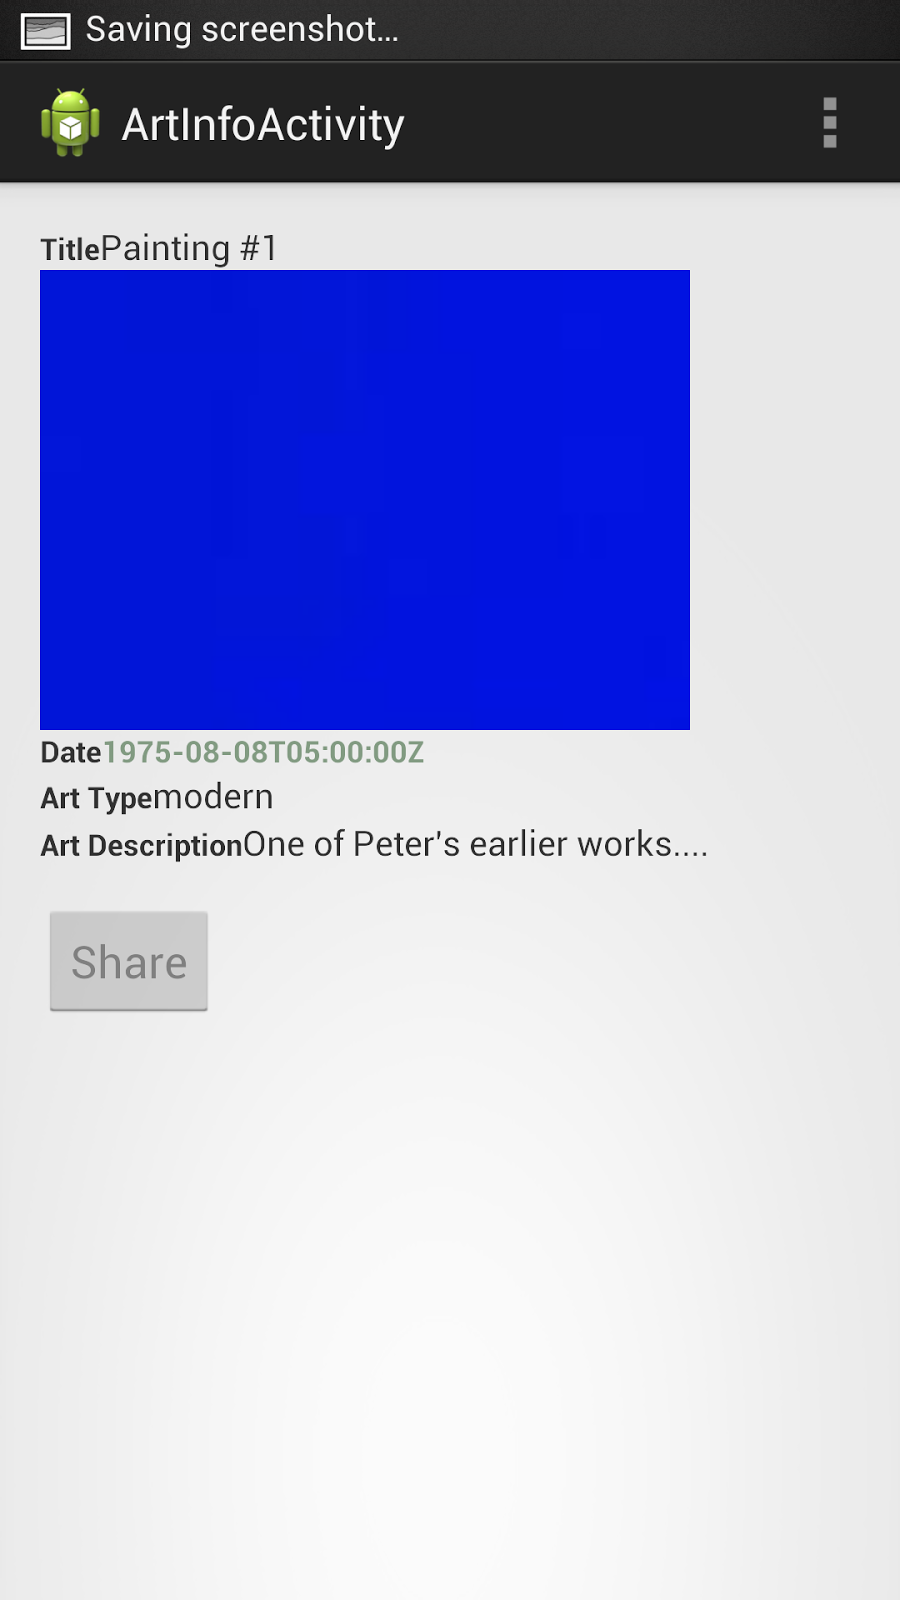 Saving screenshot...
ArtInfoActivity
TitlePainting #1
Date1975-08-08T05:00:00Z
Art Typemodern
Art DescriptionOne of Peter's earlier works....
Share